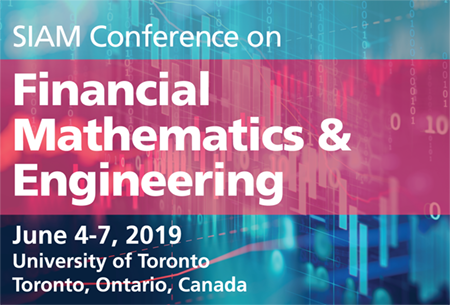 SIAM Conference on
Financial
Mathematics &
Engineering
June 4-7, 2019
University of Toronto
Toronto, Ontario, Canada